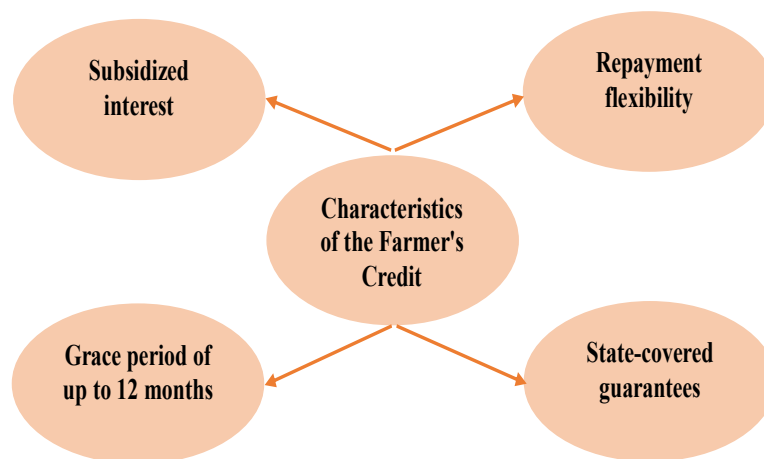 Subsidized
interest
Repayment
flexibility
Characteristics
of the Farmer's
Credit
Grace period of
up to 12 months
State-covered
guarantees